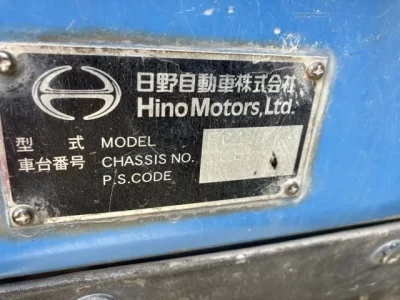 日野自動車株式会社
Hino Motors, Ltd.
型 式 MODEL
車台番号 CHASSIS NO.
P.S.CODE